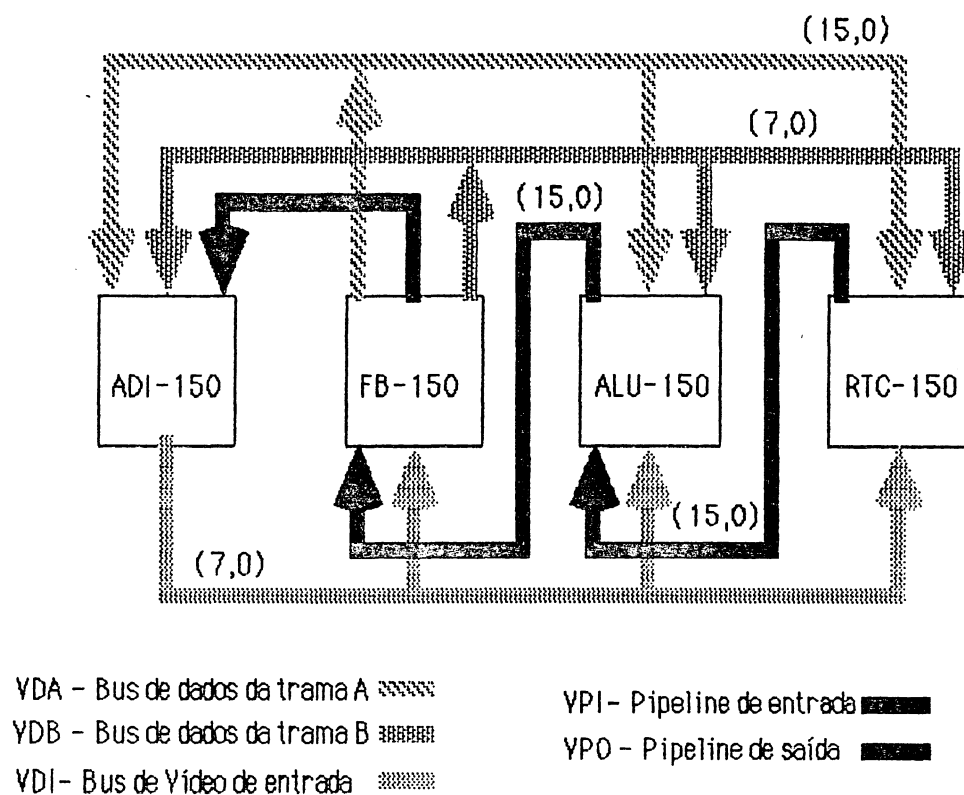 (15,0)
(7,0)
(15,0)
ADI-150
FB-150
ALU-150
RTC-150
(15,0)
(7,0)
VDA - Bus de dados da trama A
VDB - Bus de dados da trama B
VDI- Bus de Vídeo de entrada
VPI- Pipeline de entrada
VPO - Pipeline de saída